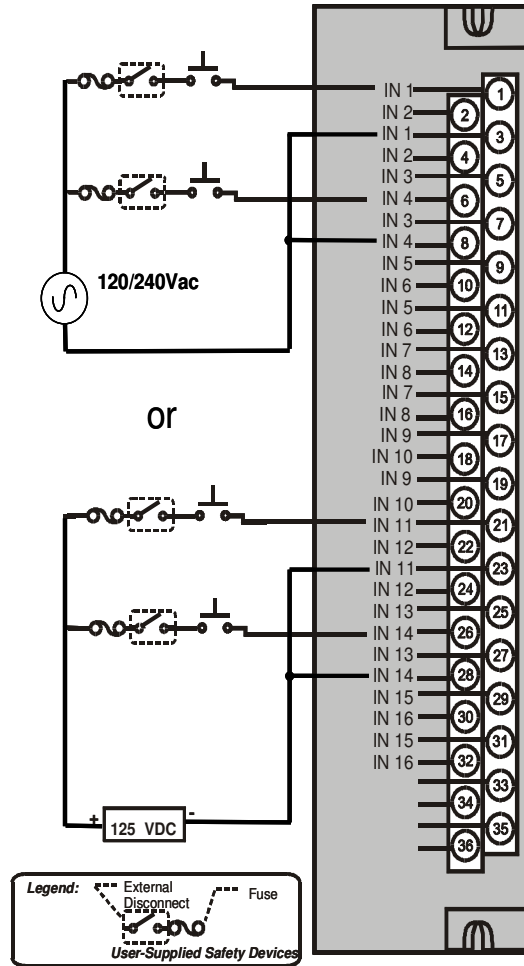 IN 1
1
IN 2
2
IN 1
3
IN 2
4
IN 3
5
IN 4
6
IN 3
7
IN 4
8
IN 5
9
IN 6
10
IN 5
11
IN 6
12
IN 7
13
IN 8
14
IN 7
15
IN 8
16
IN 9
17
IN 10
18
IN 9
19
IN 10
20
IN 11
21
IN 12
22
IN 11
23
IN 12
24
IN 13
25
IN 14
26
IN 13
27
IN 14
28
IN 15
29
IN 16
30
IN 15
31
IN 16
32
33
34
35
36
120/240Vac
or
+ 125 VDC -
Legend: External Disconnect
Fuse
User-Supplied Safety Devices